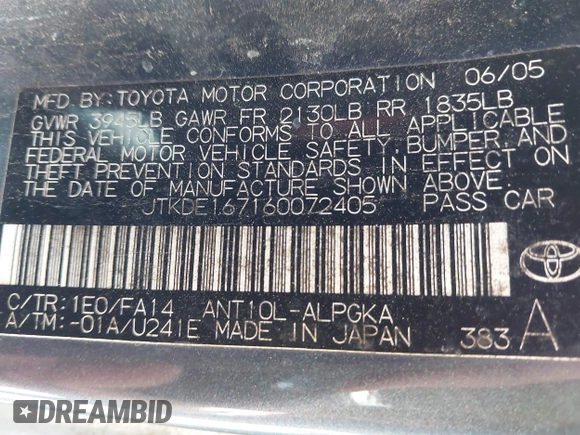 MFD BY:TOYOTA MOTOR CORPORATION 06/05
GVWR 3945LB GAWR FR 2130LB RR 1835LB
THIS VEHICLE CONFORMS TO ALL APPLICABLE
FEDERAL MOTOR VEHICLE SAFETY, BUMPER, AND
THEFT PREVENTION STANDARDS IN EFFECT ON
THE DATE OF MANUFACTURE SHOWN ABOVE
JTKDE167160072405 PASS CAR
C/TR: 1E0/FA14 ANT10L-ALPGKA
A/TM:-01A/U241E MADE IN JAPAN 383 A
DREAMBID